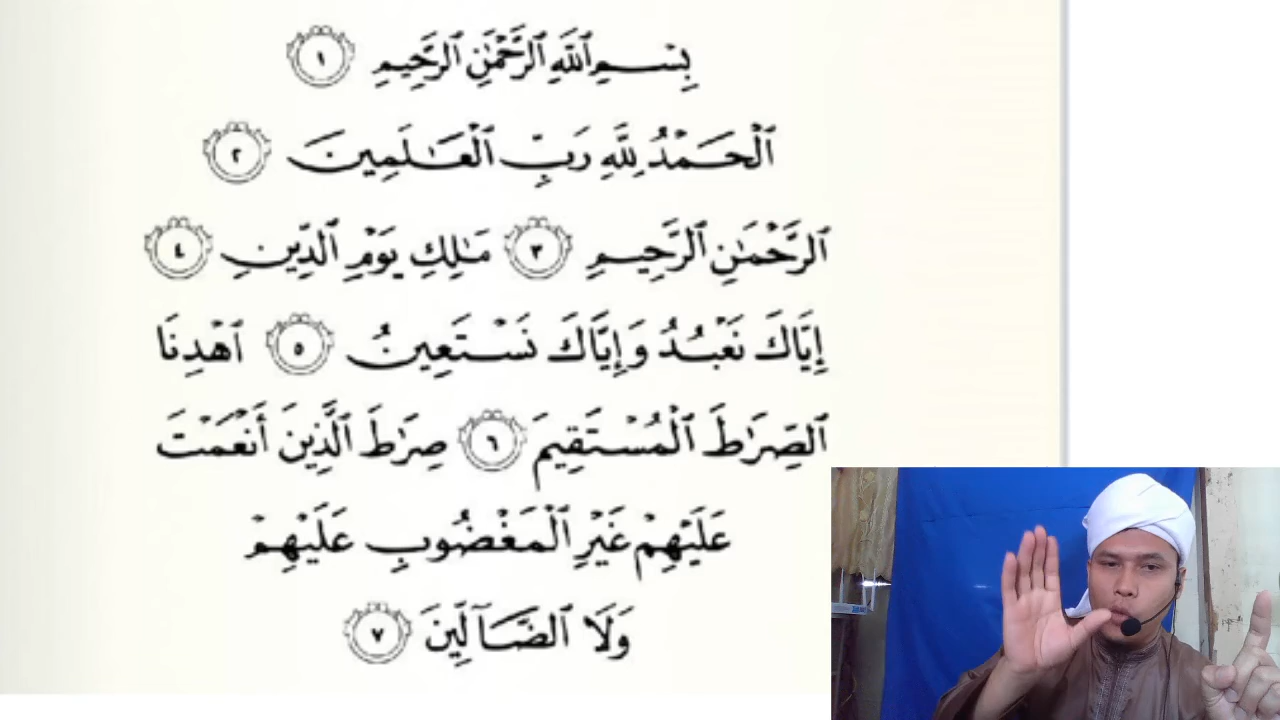 بِسْمِ ٱللَّهِ ٱلرَّحْمَٰنِ ٱلرَّحِيمِ ١
ٱلْحَمْدُ لِلَّهِ رَبِّ ٱلْعَٰلَمِينَ ٢
ٱلرَّحْمَٰنِ ٱلرَّحِيمِ ٣ مَٰلِكِ يَوْمِ ٱلدِّينِ ٤
إِيَّاكَ نَعْبُدُ وَإِيَّاكَ نَسْتَعِينُ ٥ ٱهْدِنَا
ٱلصِّرَٰطَ ٱلْمُسْتَقِيمَ ٦ صِرَٰطَ ٱلَّذِينَ أَنْعَمْتَ
عَلَيْهِمْ غَيْرِ ٱلْمَغْضُوبِ عَلَيْهِمْ
وَلَا ٱلضَّآلِّينَ ٧